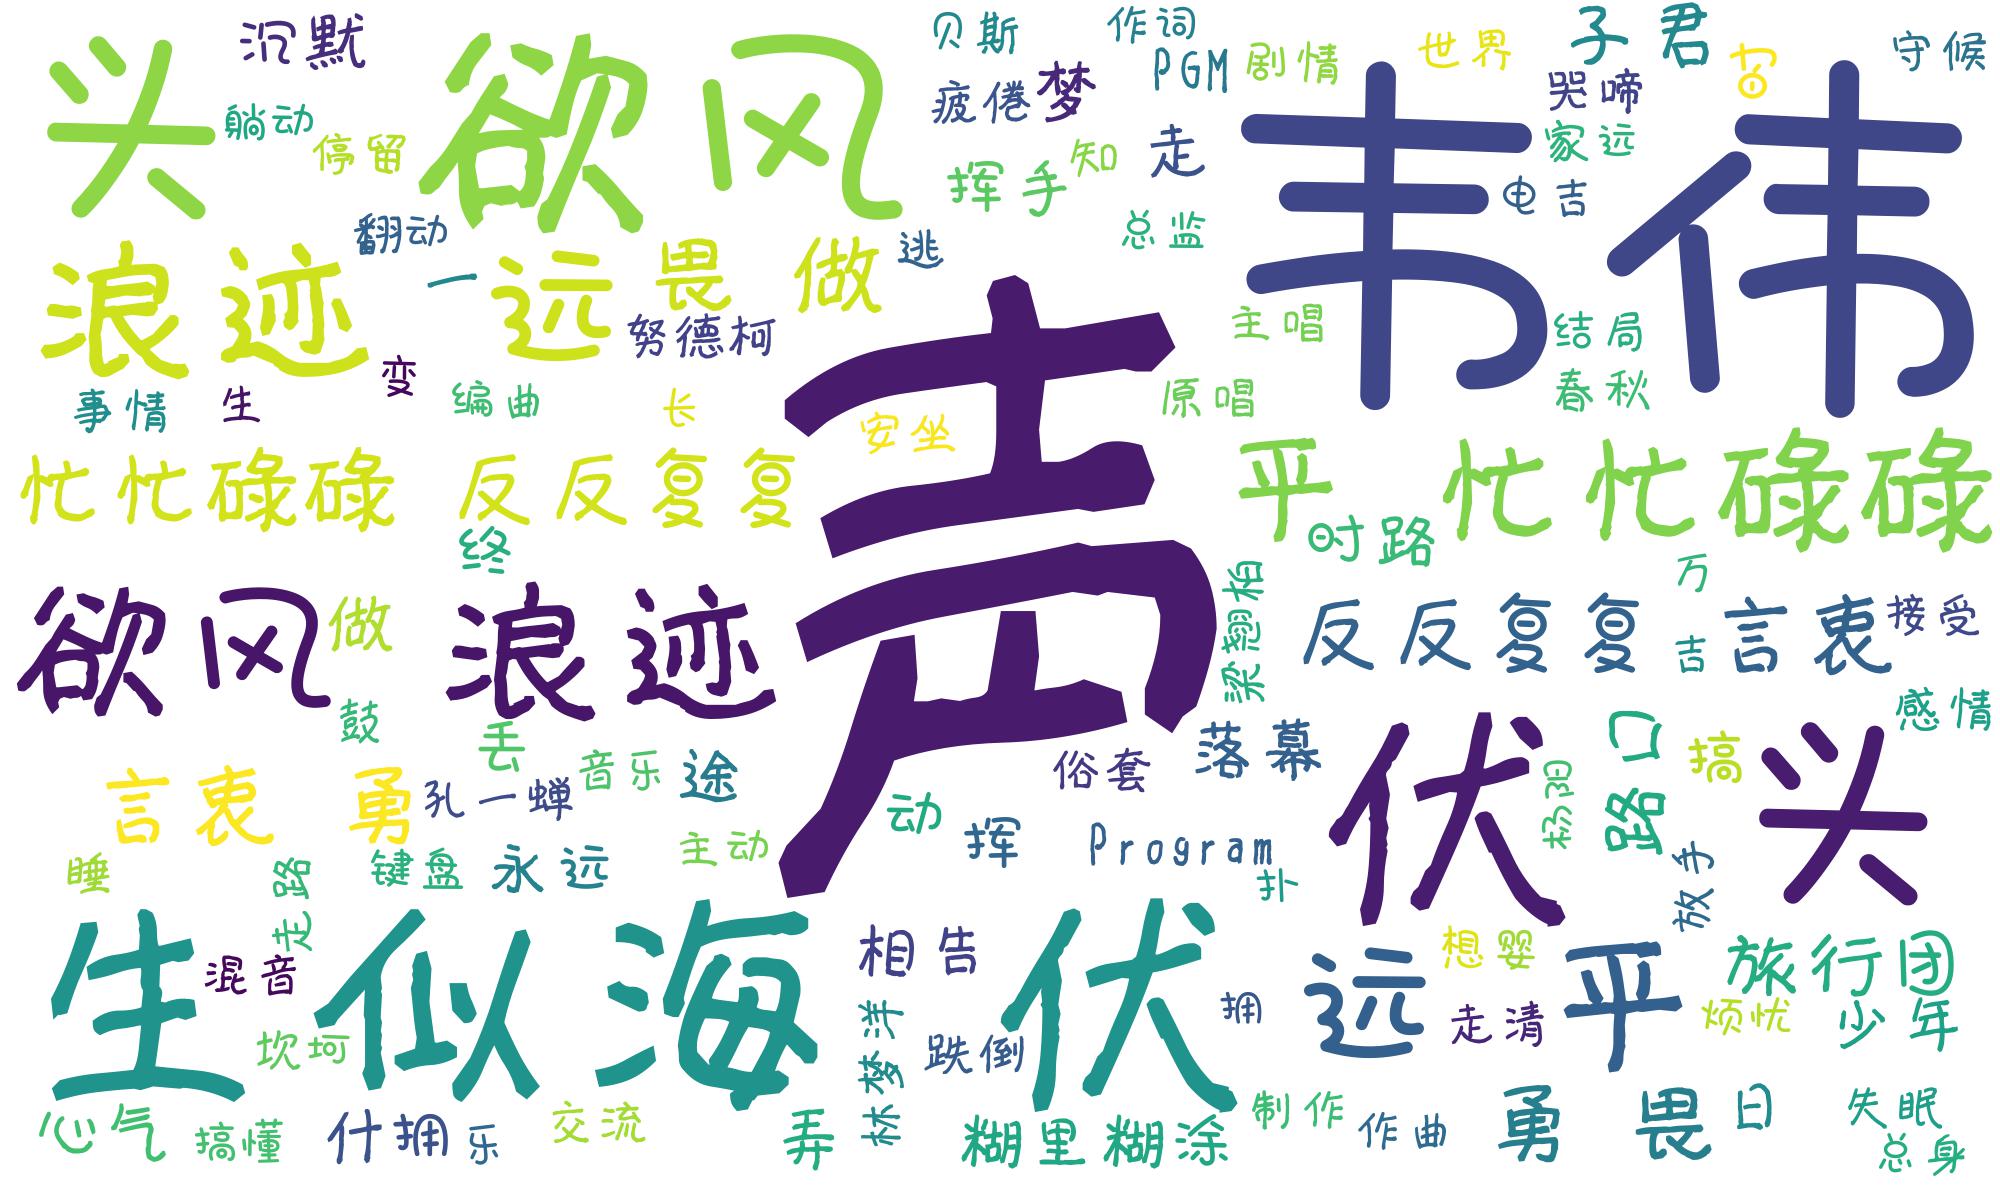 头 欲风
沉默
躺动
停留
贝斯
作词
疲倦
梦
PGM
剧情
世界
子君
哭啼
守候
韦伟
挥手
知
走
家远
电吉
总监
翻动
浪迹
一
远
畏
做
逃
努德柯
主唱
结局
声
变
事情
生
编曲
长
安坐
原唱
春秋
忙忙碌碌
反反复复
平
忙忙碌碌
时路
终
万
欲风
做
浪迹
梁翘柏
反反复复
吉
言衷
接受
感情
鼓
丢
音乐
途
俗套
落幕
伏
路口
搞
头
言衷
勇
孔一蝉
动
挥
Program
杨阳
主动
睡
走路
键盘
永远
扑
放手
生似海
混音
相告
伏
拥
远
想婴
平
旅行团
坎坷
林梦洋
跌倒
走清
烦忧
少年
心气
搞懂
什拥
乐
交流
弄
糊里糊涂
制作
作曲
勇
畏
日
失眠
总身